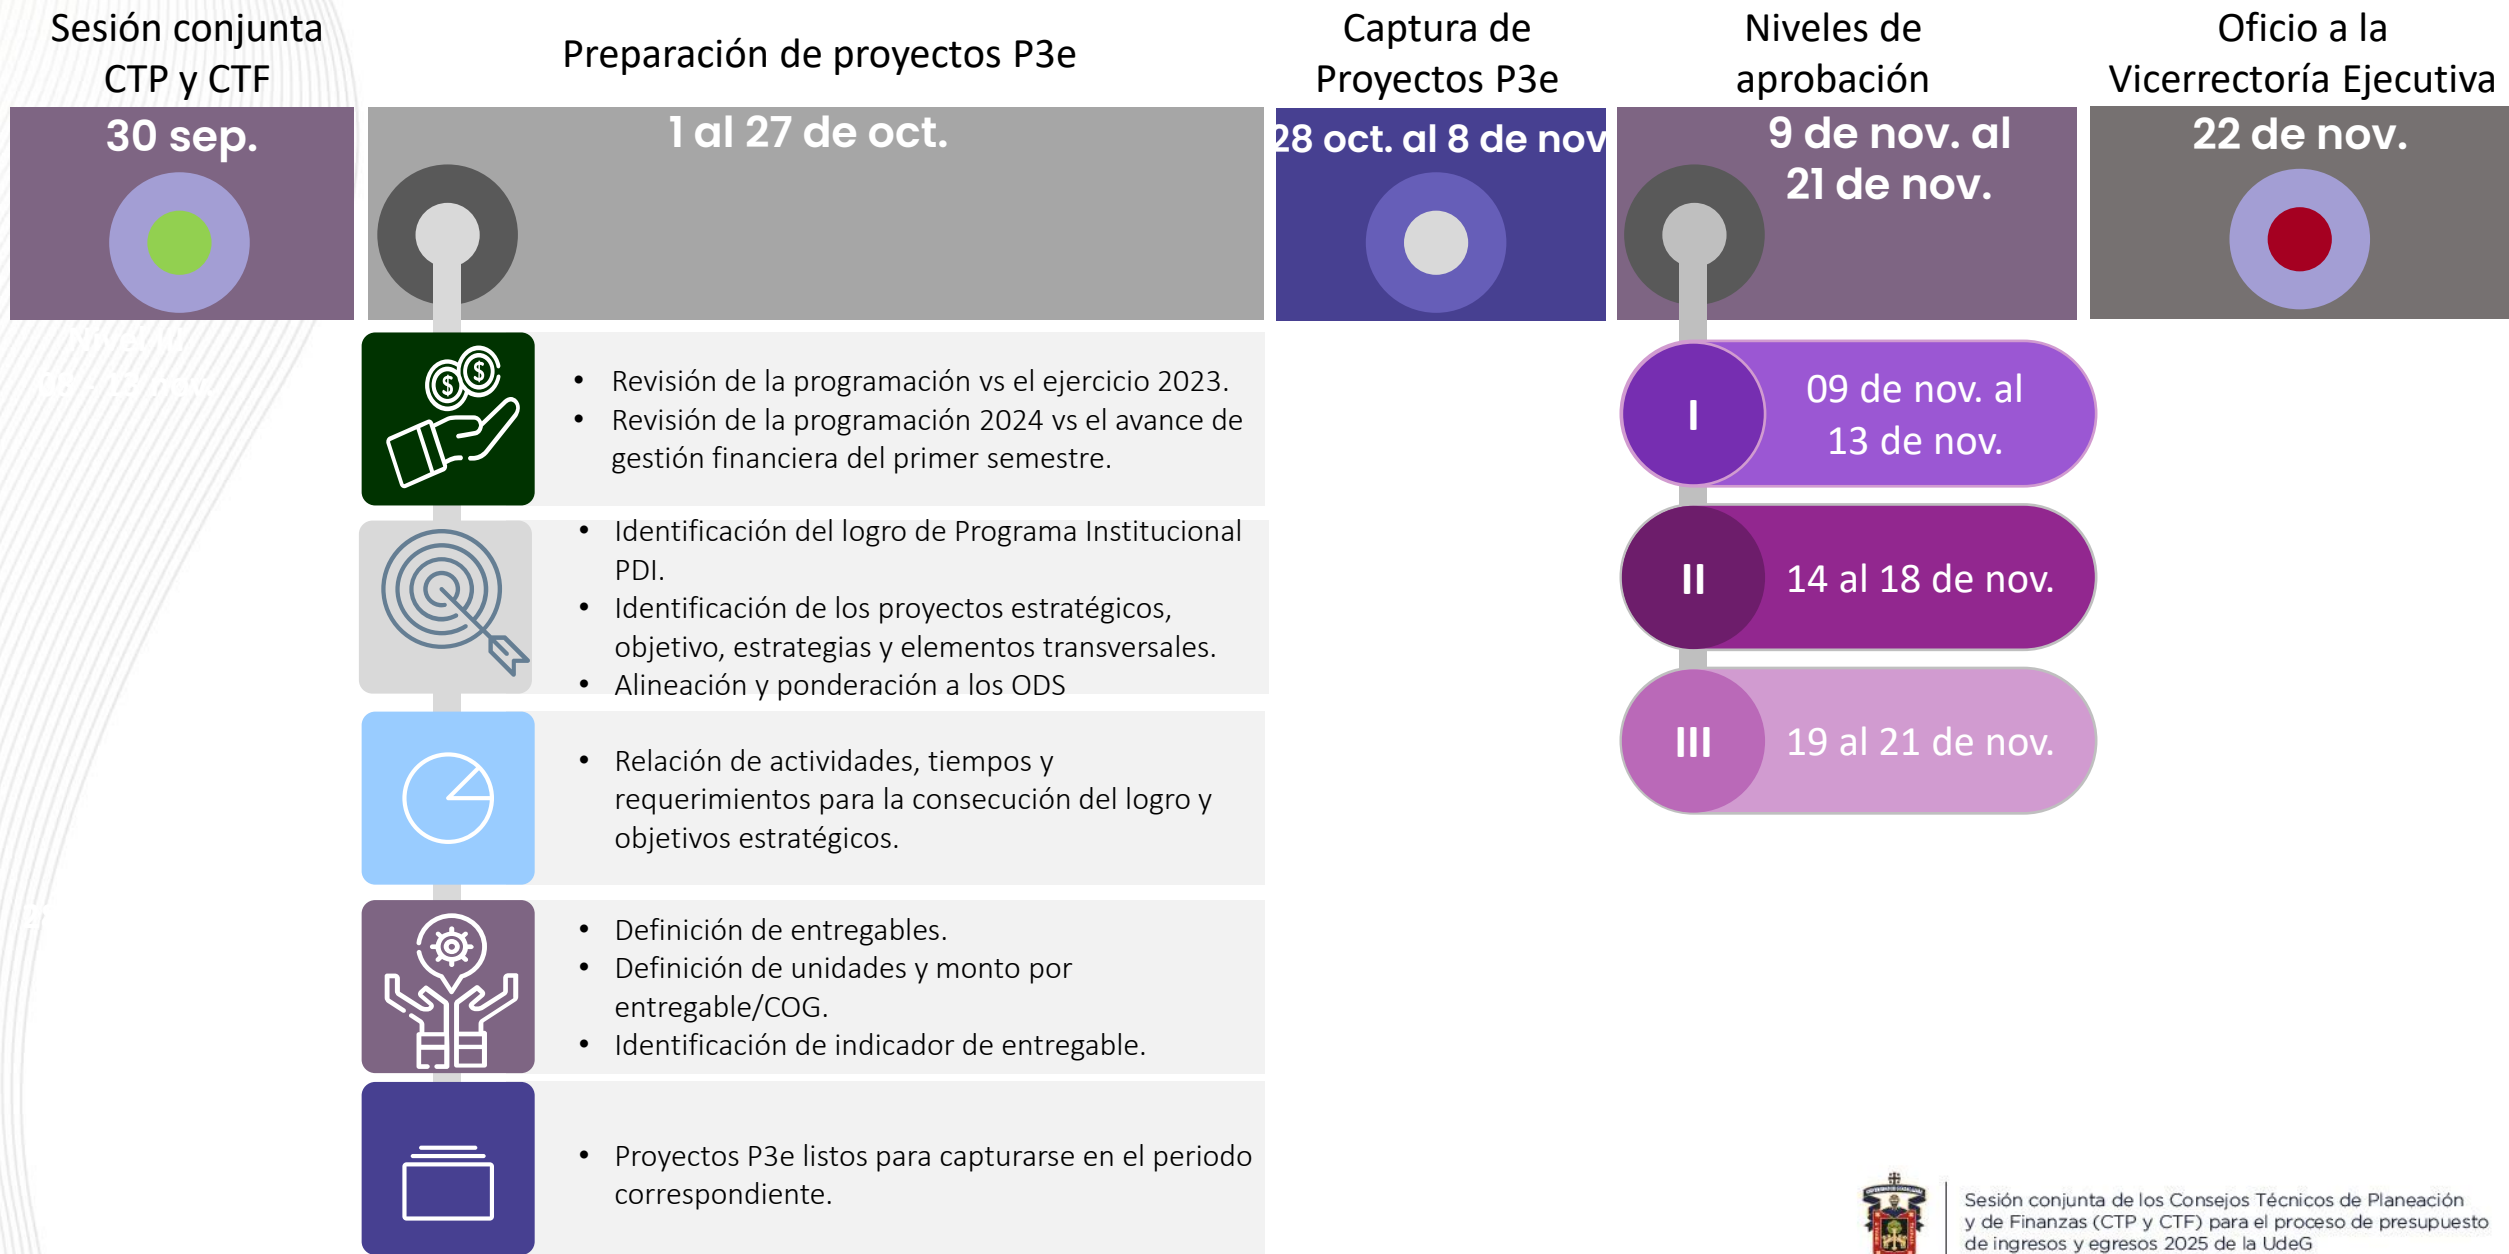 Sesión conjunta
CTP y CTF
30 sep.
Preparación de proyectos P3e
1 al 27 de oct.
Captura de
Proyectos P3e
28 oct. al 8 de nov
Niveles de
aprobación
9 de nov. al
21 de nov.
Oficio a la
Vicerrectoría Ejecutiva
22 de nov.
• Revisión de la programación vs el ejercicio 2023.
• Revisión de la programación 2024 vs el avance de
gestión financiera del primer semestre.
• Identificación del logro de Programa Institucional
PDI.
• Identificación de los proyectos estratégicos,
objetivo, estrategias y elementos transversales.
• Alineación y ponderación a los ODS
• Relación de actividades, tiempos y
requerimientos para la consecución del logro y
objetivos estratégicos.
• Definición de entregables.
• Definición de unidades y monto por
entregable/COG.
• Identificación de indicador de entregable.
• Proyectos P3e listos para capturarse en el periodo
correspondiente.
I
09 de nov. al
13 de nov.
II
14 al 18 de nov.
III
19 al 21 de nov.
Sesión conjunta de los Consejos Técnicos de Planeación
y de Finanzas (CTP y CTF) para el proceso de presupuesto
de ingresos y egresos 2025 de la UdeG